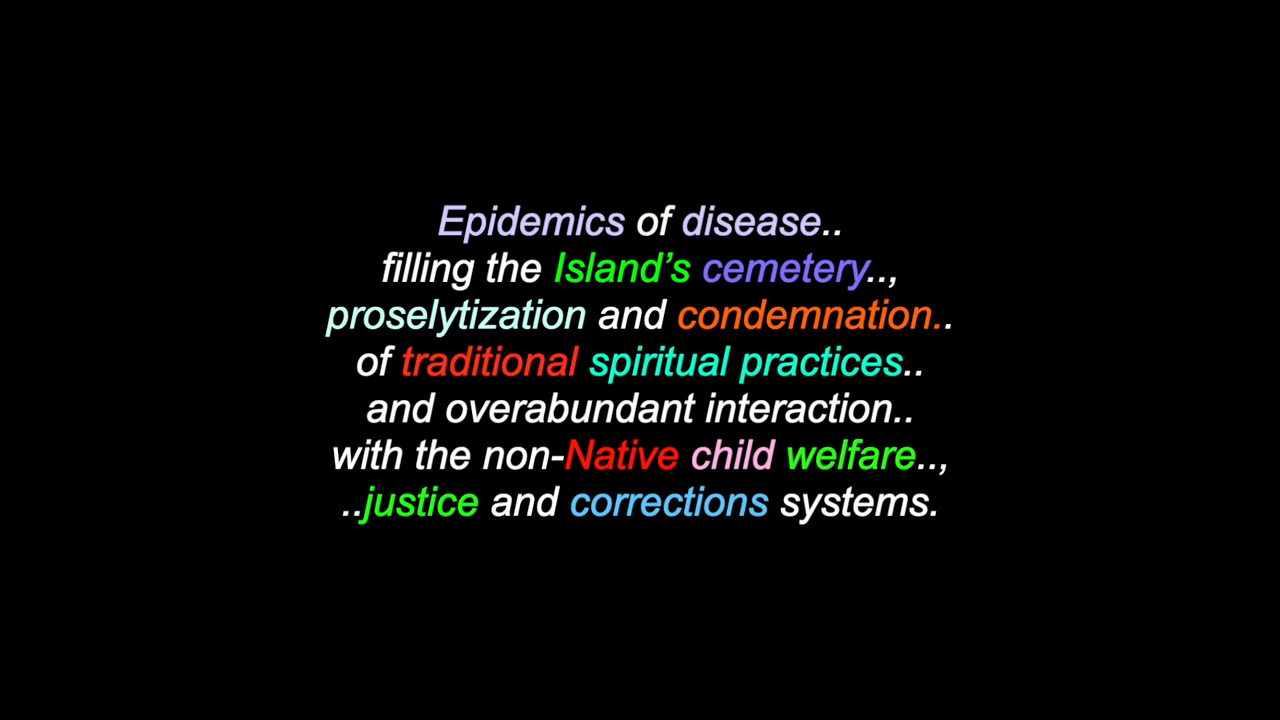 Epidemics of disease..
filling the Island’s cemetery..,
proselytization and condemnation..
of traditional spiritual practices..
and overabundant interaction..
with the non-Native child welfare..,
..justice and corrections systems.